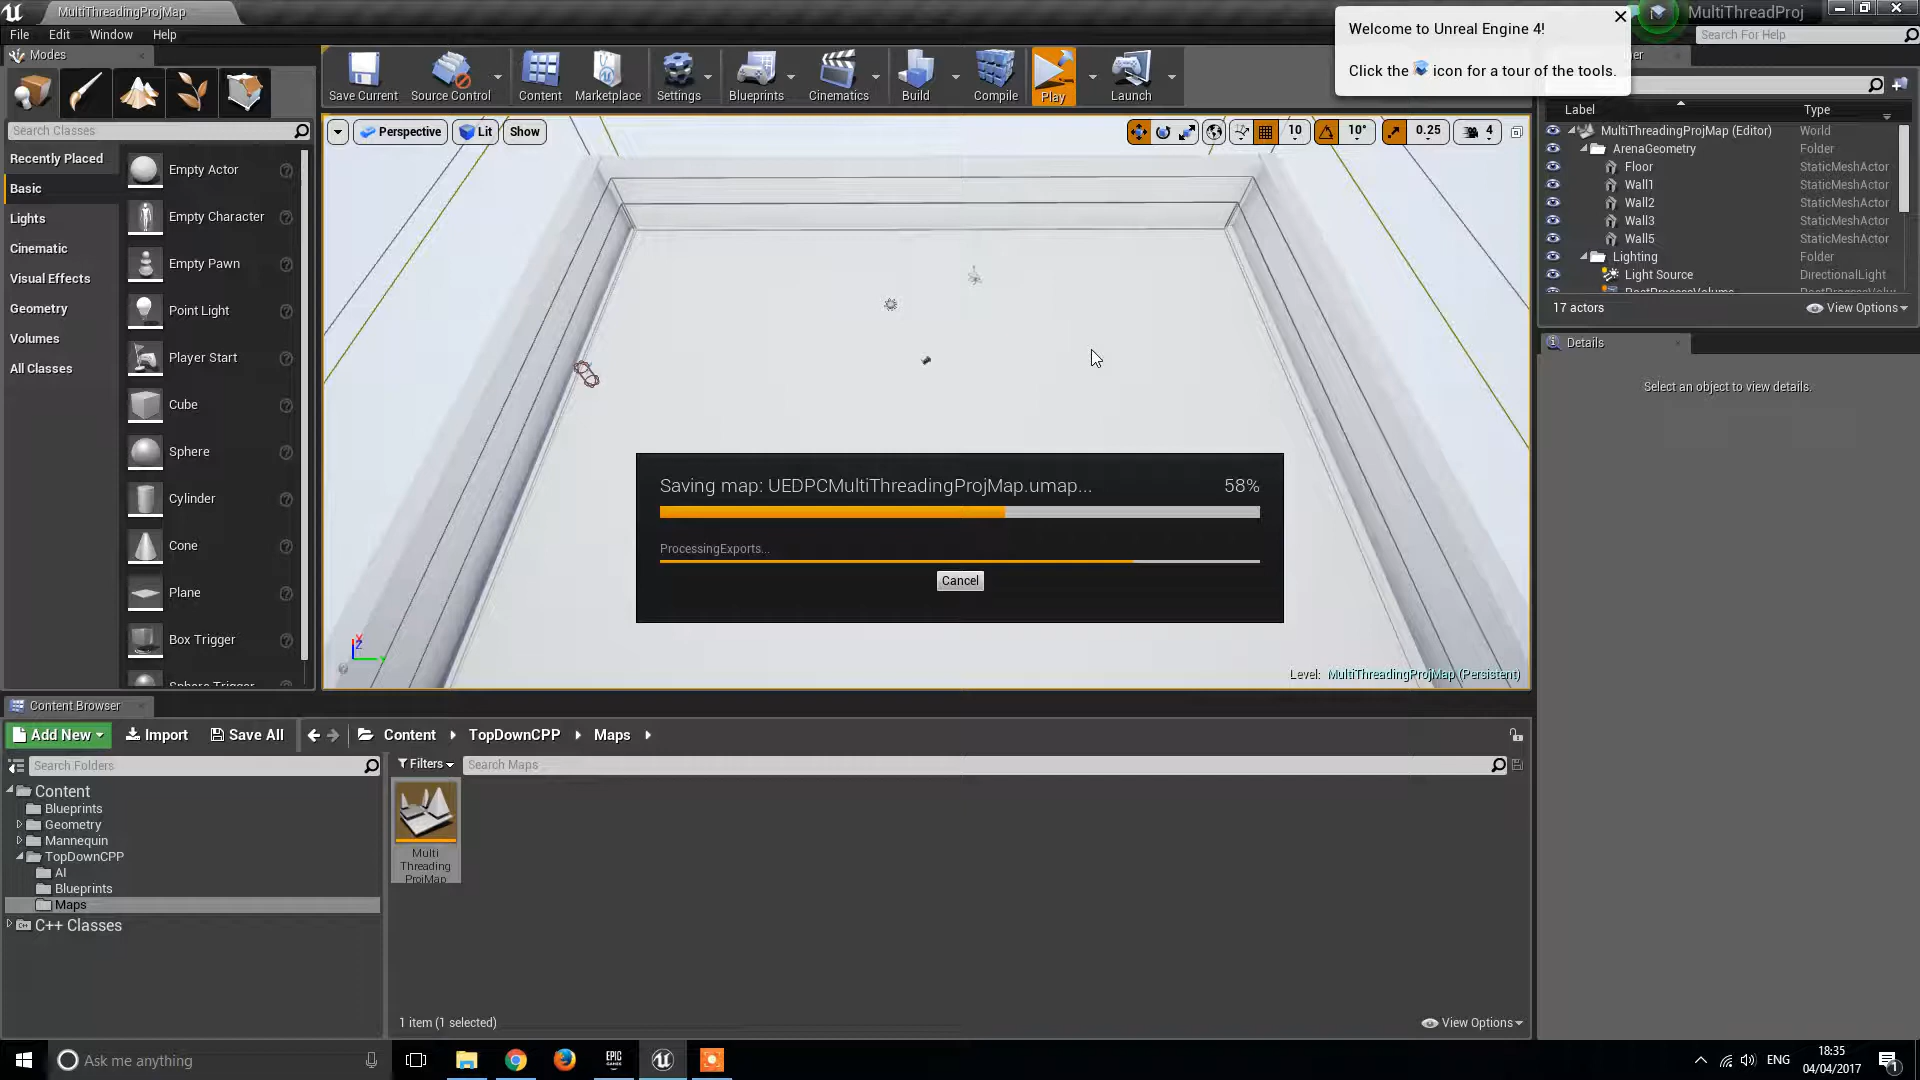 MultiThreadingProjMap
MultiThreadProj
File Edit Window Help
Search For Help
Welcome to Unreal Engine 4!
Click the icon for a tour of the tools.
Modes
Save Current Source Control Content Marketplace Settings Blueprints Cinematics Build Compile Play Launch
Search Classes
Recently Placed
Basic
Lights
Cinematic
Visual Effects
Geometry
Volumes
All Classes
Empty Actor
Empty Character
Empty Pawn
Point Light
Player Start
Cube
Sphere
Cylinder
Cone
Plane
Box Trigger
Sphere Trigger
Perspective Lit Show
10 10° 0.25 4
Saving map: UEDPCMultiThreadingProjMap.umap... 58%
ProcessingExports...
Cancel
Level: MultiThreadingProjMap (Persistent)
Label Type
MultiThreadingProjMap (Editor) World
ArenaGeometry Folder
Floor StaticMeshActor
Wall1 StaticMeshActor
Wall2 StaticMeshActor
Wall3 StaticMeshActor
Wall5 StaticMeshActor
Lighting Folder
Light Source DirectionalLight
17 actors View Options
Details
Select an object to view details.
Content Browser
Add New Import Save All Content TopDownCPP Maps
Search Folders
Filters Search Maps
Content
Blueprints
Geometry
Mannequin
TopDownCPP
AI
Blueprints
Maps
C++ Classes
Multi
Threading
ProjMap
1 item (1 selected) View Options
Ask me anything
EPIC
GAMES
ENG
18:35
04/04/2017
1